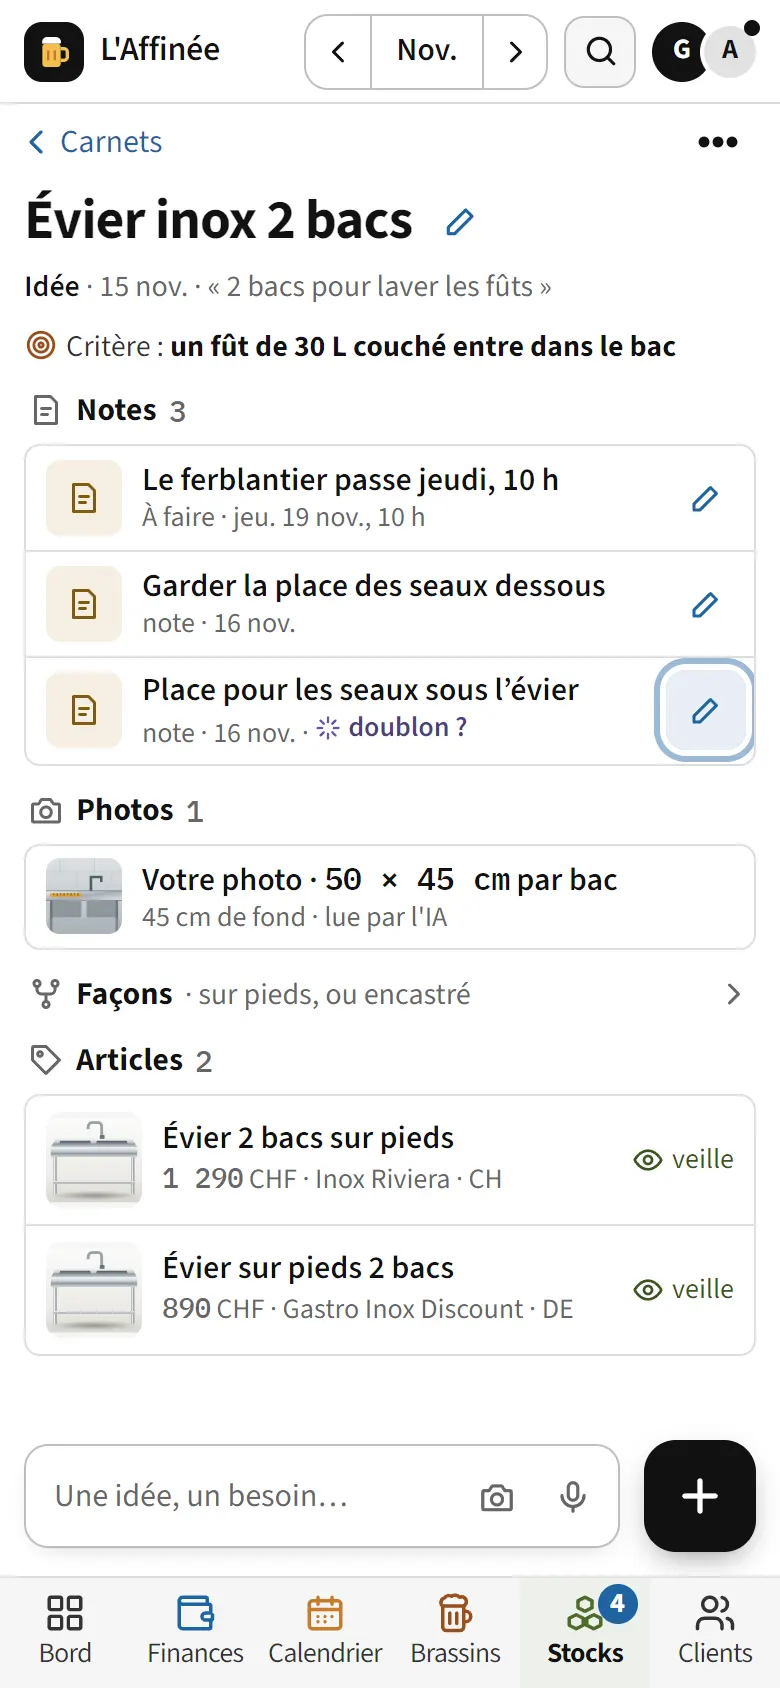 L'Affinée
Nov.
G
A
Carnets
Évier inox 2 bacs
Idée · 15 nov. · « 2 bacs pour laver les fûts »
Critère : un fût de 30 L couché entre dans le bac
Notes 3
Le ferblantier passe jeudi, 10 h
À faire · jeu. 19 nov., 10 h
Garder la place des seaux dessous
note · 16 nov.
Place pour les seaux sous l’évier
note · 16 nov. · doublon ?
Photos 1
Votre photo · 50 × 45 cm par bac
45 cm de fond · lue par l'IA
Façons · sur pieds, ou encastré
Articles 2
Évier 2 bacs sur pieds
1 290 CHF · Inox Riviera · CH
veille
Évier sur pieds 2 bacs
890 CHF · Gastro Inox Discount · DE
veille
Une idée, un besoin…
4
Bord
Finances
Calendrier
Brassins
Stocks
Clients